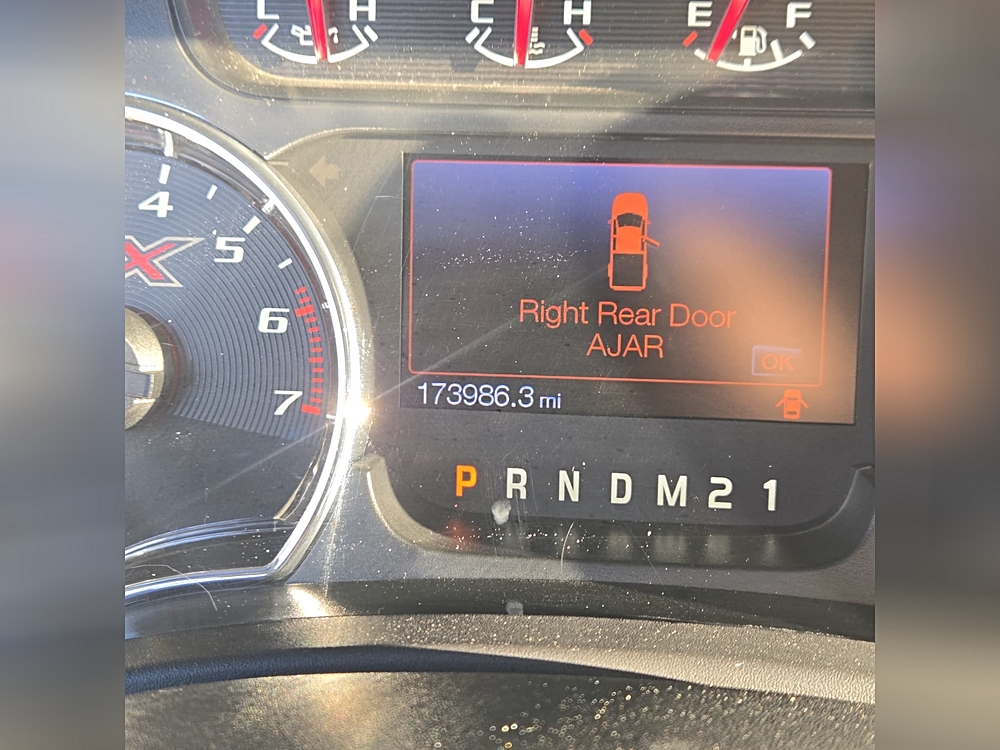 L H
C H
E F
4
5
X
6
7
Right Rear Door
AJAR
OK
173986.3 mi
P R N D M 2 1